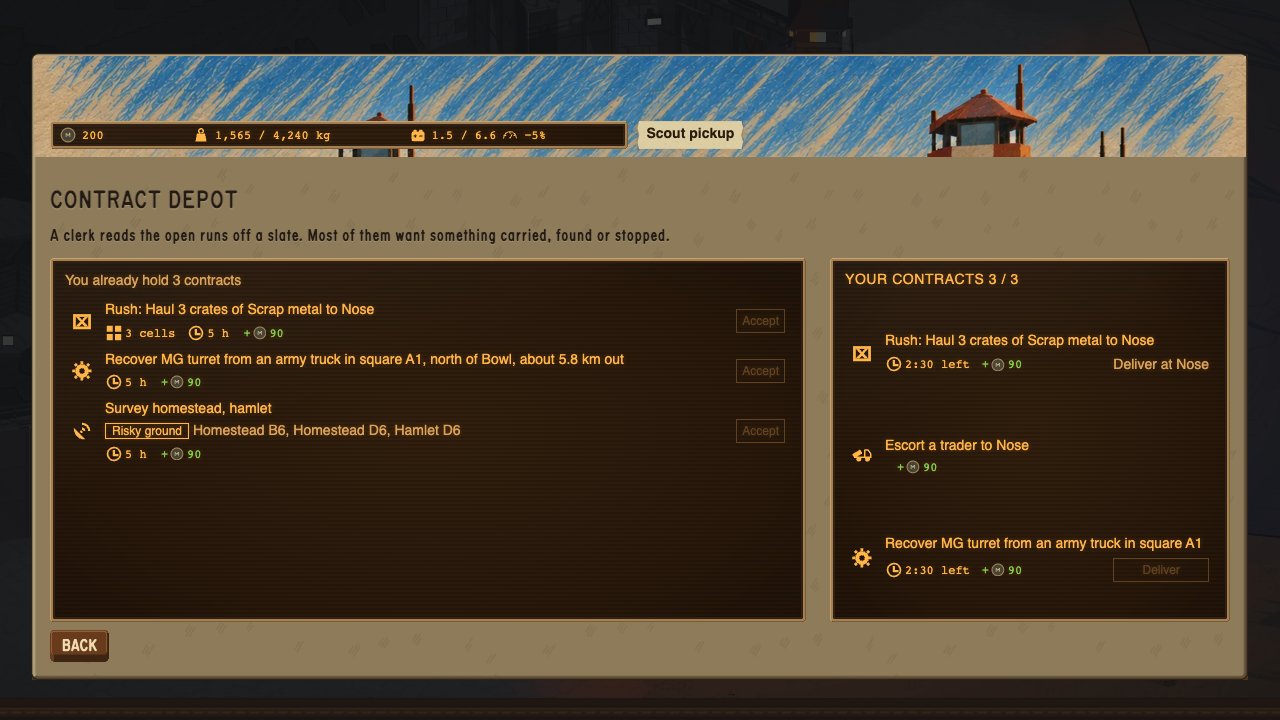 200
1,565 / 4,240 kg
1.5 / 6.6
-5%
Scout pickup
CONTRACT DEPOT
A clerk reads the open runs off a slate. Most of them want something carried, found or stopped.
You already hold 3 contracts
Rush: Haul 3 crates of Scrap metal to Nose
3 cells 5 h + M 90
Accept
Recover MG turret from an army truck in square A1, north of Bowl, about 5.8 km out
5 h + M 90
Accept
Survey homestead, hamlet
Risky ground Homestead B6, Homestead D6, Hamlet D6
5 h + M 90
Accept
YOUR CONTRACTS 3 / 3
Rush: Haul 3 crates of Scrap metal to Nose
2:30 left + M 90
Deliver at Nose
Escort a trader to Nose
+ M 90
Recover MG turret from an army truck in square A1
2:30 left + M 90
Deliver
BACK